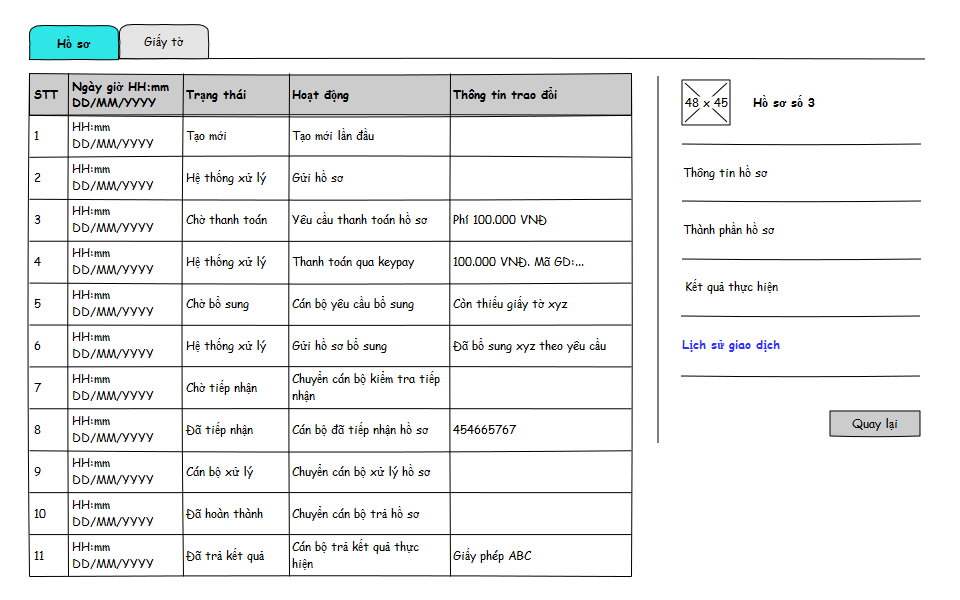 Hồ sơ
Giấy tờ
STT
Ngày giờ HH:mm
DD/MM/YYYY
Trạng thái
Hoạt động
Thông tin trao đổi
1
HH:mm
DD/MM/YYYY
Tạo mới
Tạo mới lần đầu
2
HH:mm
DD/MM/YYYY
Hệ thống xử lý
Gửi hồ sơ
3
HH:mm
DD/MM/YYYY
Chờ thanh toán
Yêu cầu thanh toán hồ sơ
Phí 100.000 VNĐ
4
HH:mm
DD/MM/YYYY
Hệ thống xử lý
Thanh toán qua keypay
100.000 VNĐ. Mã GD:...
5
HH:mm
DD/MM/YYYY
Chờ bổ sung
Cán bộ yêu cầu bổ sung
Còn thiếu giấy tờ xyz
6
HH:mm
DD/MM/YYYY
Hệ thống xử lý
Gửi hồ sơ bổ sung
Đã bổ sung xyz theo yêu cầu
7
HH:mm
DD/MM/YYYY
Chờ tiếp nhận
Chuyển cán bộ kiểm tra tiếp
nhận
8
HH:mm
DD/MM/YYYY
Đã tiếp nhận
Cán bộ đã tiếp nhận hồ sơ
454665767
9
HH:mm
DD/MM/YYYY
Cán bộ xử lý
Chuyển cán bộ xử lý hồ sơ
10
HH:mm
DD/MM/YYYY
Đã hoàn thành
Chuyển cán bộ trả hồ sơ
11
HH:mm
DD/MM/YYYY
Đã trả kết quả
Cán bộ trả kết quả thực
hiện
Giấy phép ABC
48 x 45
Hồ sơ số 3
Thông tin hồ sơ
Thành phần hồ sơ
Kết quả thực hiện
Lịch sử giao dịch
Quay lại